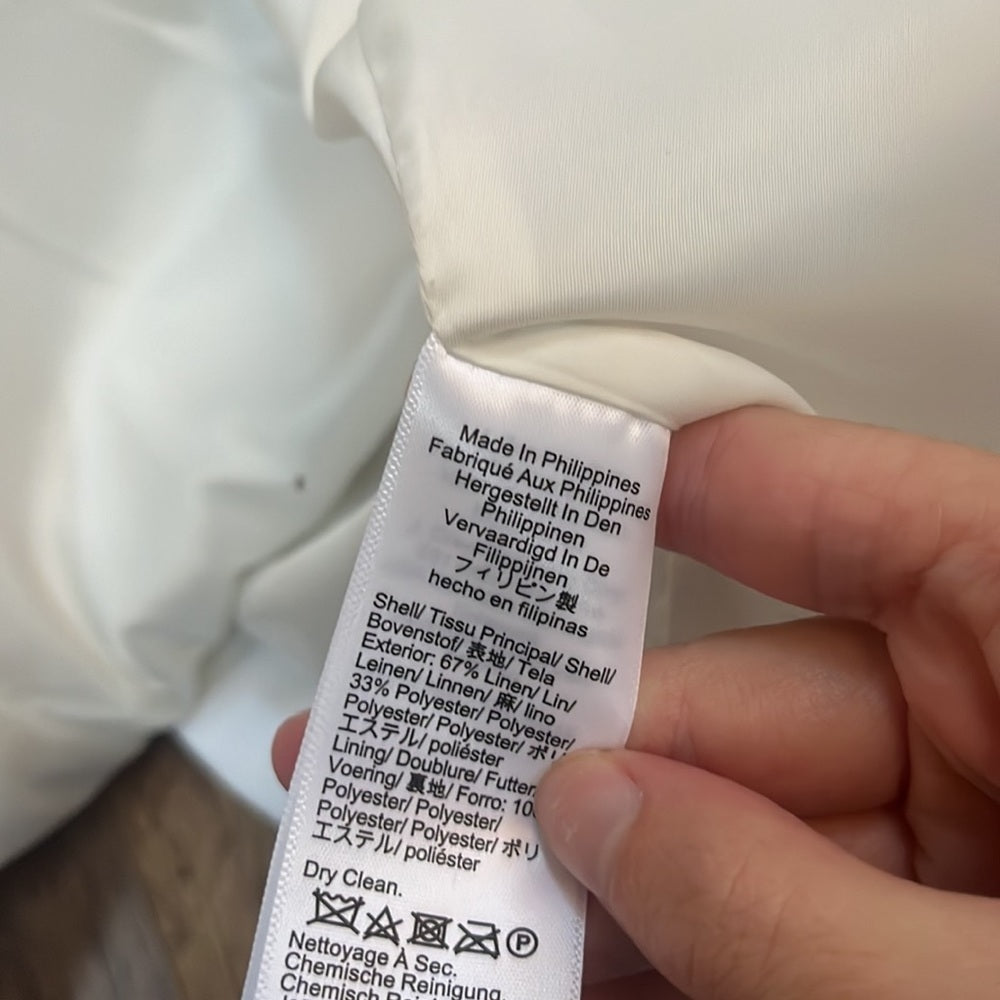 Made In Philippines
Fabriqué Aux Philippines
Hergestellt In Den
Philippinen
Vervaardigd In De
Filippijnen
フィリピン製
hecho en filipinas
Shell/ Tissu Principal/ Shell/
Bovenstof/ 表地/ Tela
Exterior: 67% Linen/ Lin/
Leinen/ Linnen/ 麻/ lino
33% Polyester/ Polyester/
Polyester/ Polyester/ ポリ
エステル/ poliéster
Lining/ Doublure/ Futter
Voering/ 裏地/ Forro:
Polyester/ Polyester/
Polyester/ Polyester/ ポリ
エステル/ poliéster
Dry Clean.
P
Nettoyage À Sec.
Chemische Reinigung.
Chemisch